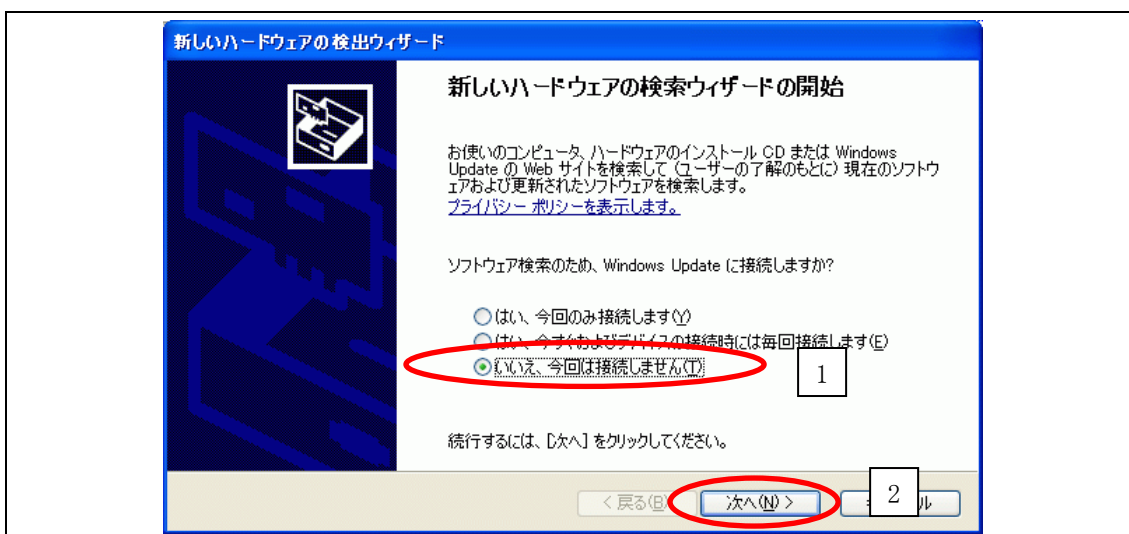 新しいハードウェアの検出ウィザード
新しいハードウェアの検索ウィザードの開始
お使いのコンピュータ、ハードウェアのインストール CD または Windows
Update の Web サイトを検索して (ユーザーの了解のもとに) 現在のソフトウ
ェアおよび更新されたソフトウェアを検索します。
プライバシー ポリシーを表示します。
ソフトウェア検索のため、Windows Update に接続しますか?
はい、今回のみ接続します(Y)
はい、今すぐおよびデバイスの接続時には毎回接続します(E)
いいえ、今回は接続しません(T)
1
続行するには、[次へ] をクリックしてください。
< 戻る(B)
次へ(N) >
2
ル